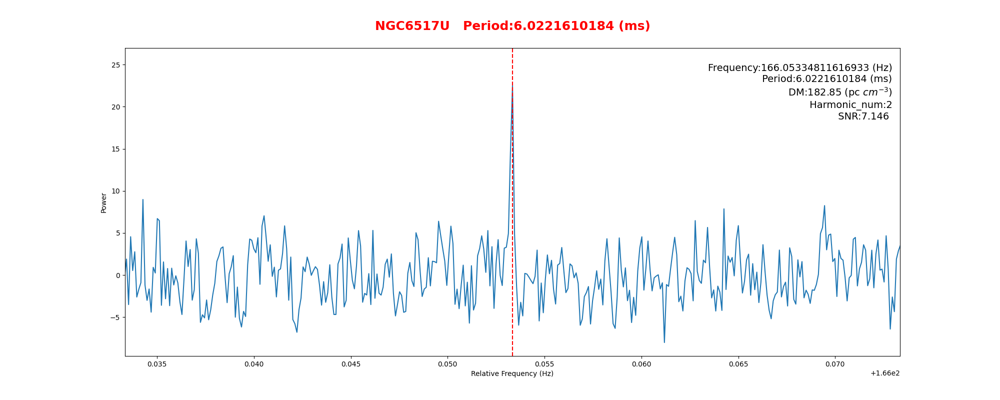 NGC6517U   Period:6.0221610184 (ms)
Frequency:166.05334811616933 (Hz)
Period:6.0221610184 (ms)
DM:182.85 (pc cm⁻³)
Harmonic_num:2
SNR:7.146
25
20
15
10
5
0
−5
Power
0.035 0.040 0.045 0.050 0.055 0.060 0.065 0.070
Relative Frequency (Hz)
+1.66e2